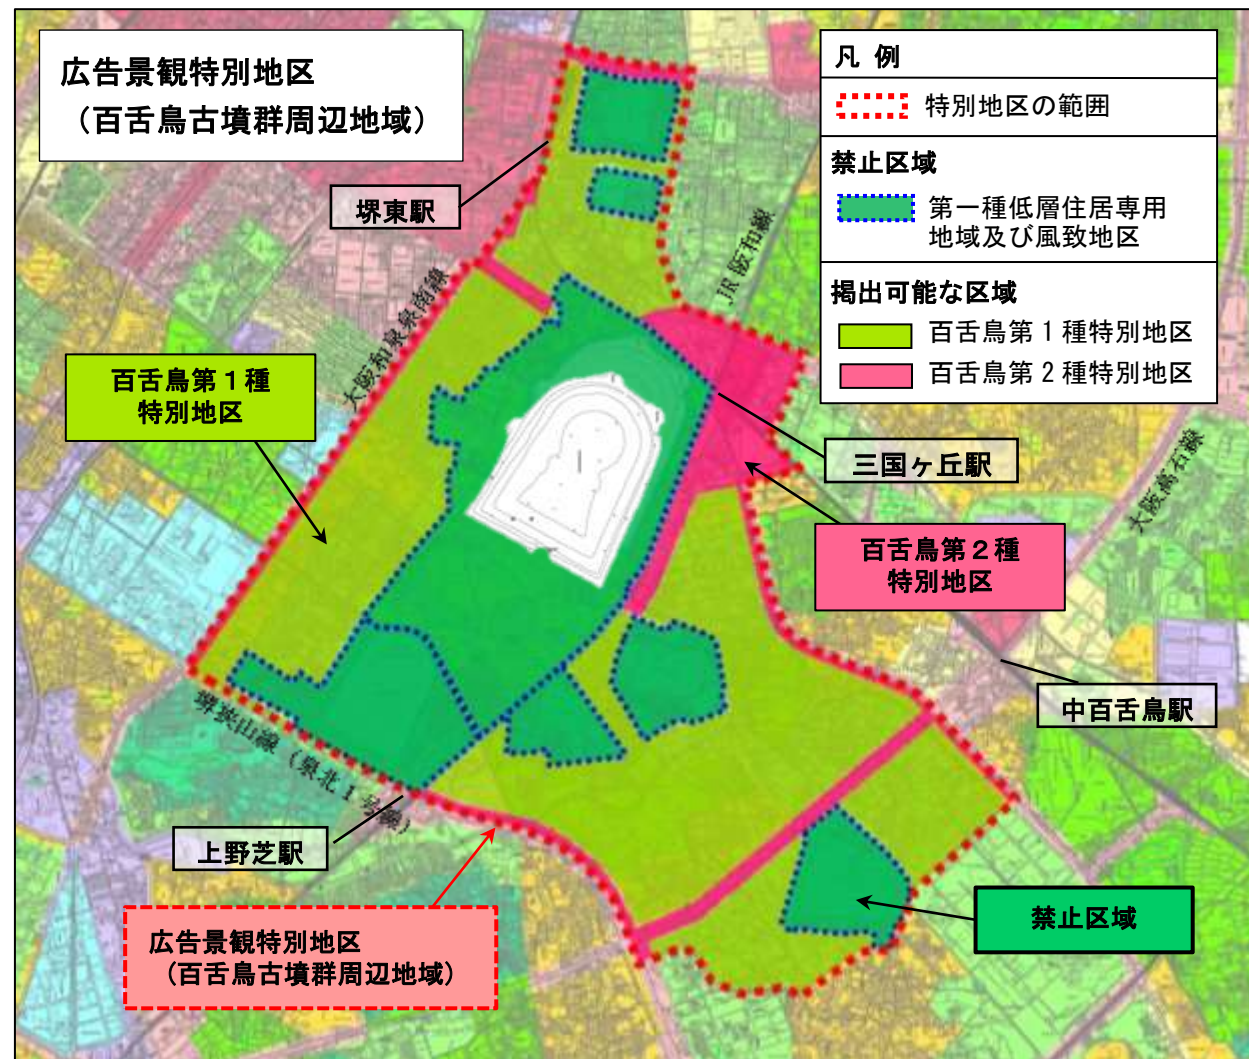 広告景観特別地区
（百舌鳥古墳群周辺地域）
凡 例
特別地区の範囲
禁止区域
第一種低層住居専用
地域及び風致地区
掲出可能な区域
百舌鳥第１種特別地区
百舌鳥第２種特別地区
堺東駅
JR 阪和線
大阪和泉泉南線
百舌鳥第１種
特別地区
三国ヶ丘駅
大阪高石線
百舌鳥第２種
特別地区
中百舌鳥駅
堺狭山線（泉北１号線）
上野芝駅
禁止区域
広告景観特別地区
（百舌鳥古墳群周辺地域）